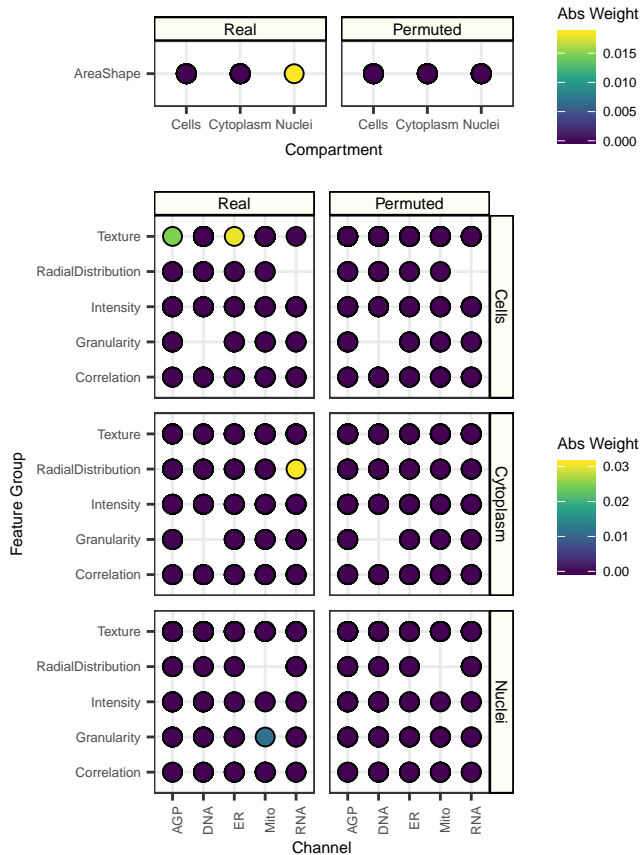 Real Permuted
AreaShape
Cells Cytoplasm Nuclei Cells Cytoplasm Nuclei
Compartment
Abs Weight
0.015
0.010
0.005
0.000
Real Permuted
Texture
RadialDistribution
Intensity
Granularity
Correlation
Cells
Texture
RadialDistribution
Intensity
Granularity
Correlation
Cytoplasm
Texture
RadialDistribution
Intensity
Granularity
Correlation
Nuclei
Feature Group
AGP DNA ER Mito RNA AGP DNA ER Mito RNA
Channel
Abs Weight
0.03
0.02
0.01
0.00